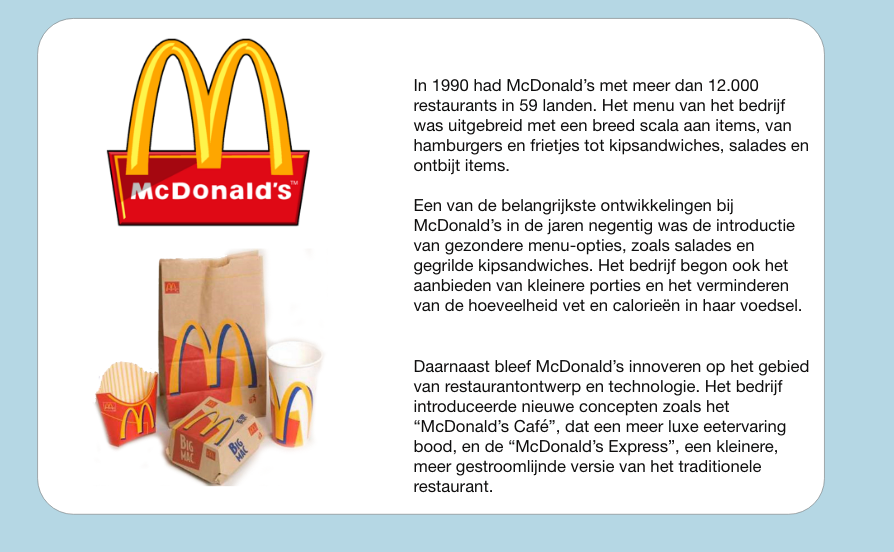 McDonald's™
BIG
MAC
BIG
MAC
In 1990 had McDonald’s met meer dan 12.000
restaurants in 59 landen. Het menu van het bedrijf
was uitgebreid met een breed scala aan items, van
hamburgers en frietjes tot kipsandwiches, salades en
ontbijt items.
Een van de belangrijkste ontwikkelingen bij
McDonald’s in de jaren negentig was de introductie
van gezondere menu-opties, zoals salades en
gegrilde kipsandwiches. Het bedrijf begon ook het
aanbieden van kleinere porties en het verminderen
van de hoeveelheid vet en calorieën in haar voedsel.
Daarnaast bleef McDonald’s innoveren op het gebied
van restaurantontwerp en technologie. Het bedrijf
introduceerde nieuwe concepten zoals het
“McDonald’s Café”, dat een meer luxe eetervaring
bood, en de “McDonald’s Express”, een kleinere,
meer gestroomlijnde versie van het traditionele
restaurant.